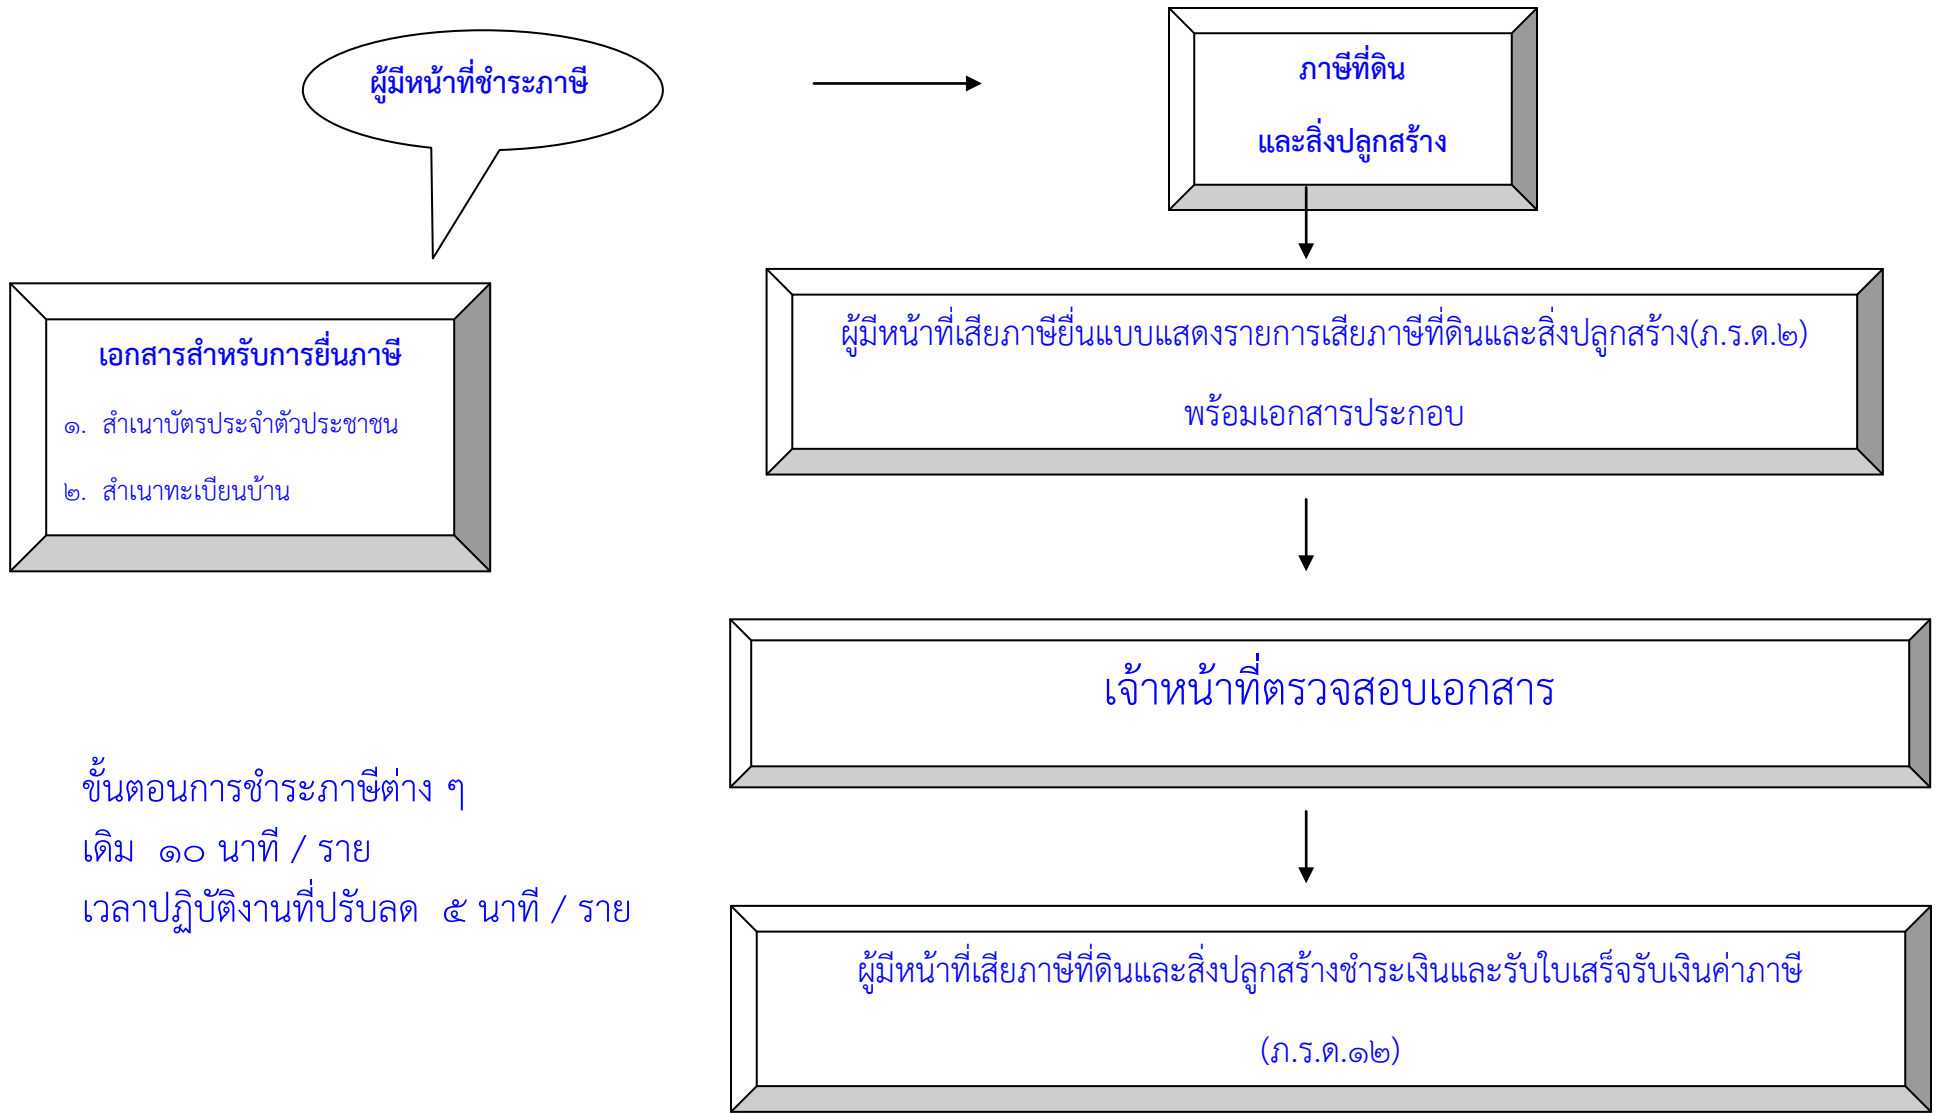 ผู้มีหน้าที่ชำระภาษี
ภาษีที่ดิน
และสิ่งปลูกสร้าง
เอกสารสำหรับการยื่นภาษี
๑. สำเนาบัตรประจำตัวประชาชน
๒. สำเนาทะเบียนบ้าน
ผู้มีหน้าที่เสียภาษียื่นแบบแสดงรายการเสียภาษีที่ดินและสิ่งปลูกสร้าง(ภ.ร.ด.๒)
พร้อมเอกสารประกอบ
เจ้าหน้าที่ตรวจสอบเอกสาร
ขั้นตอนการชำระภาษีต่าง ๆ
เดิม ๑๐ นาที / ราย
เวลาปฏิบัติงานที่ปรับลด ๕ นาที / ราย
ผู้มีหน้าที่เสียภาษีที่ดินและสิ่งปลูกสร้างชำระเงินและรับใบเสร็จรับเงินค่าภาษี
(ภ.ร.ด.๑๒)